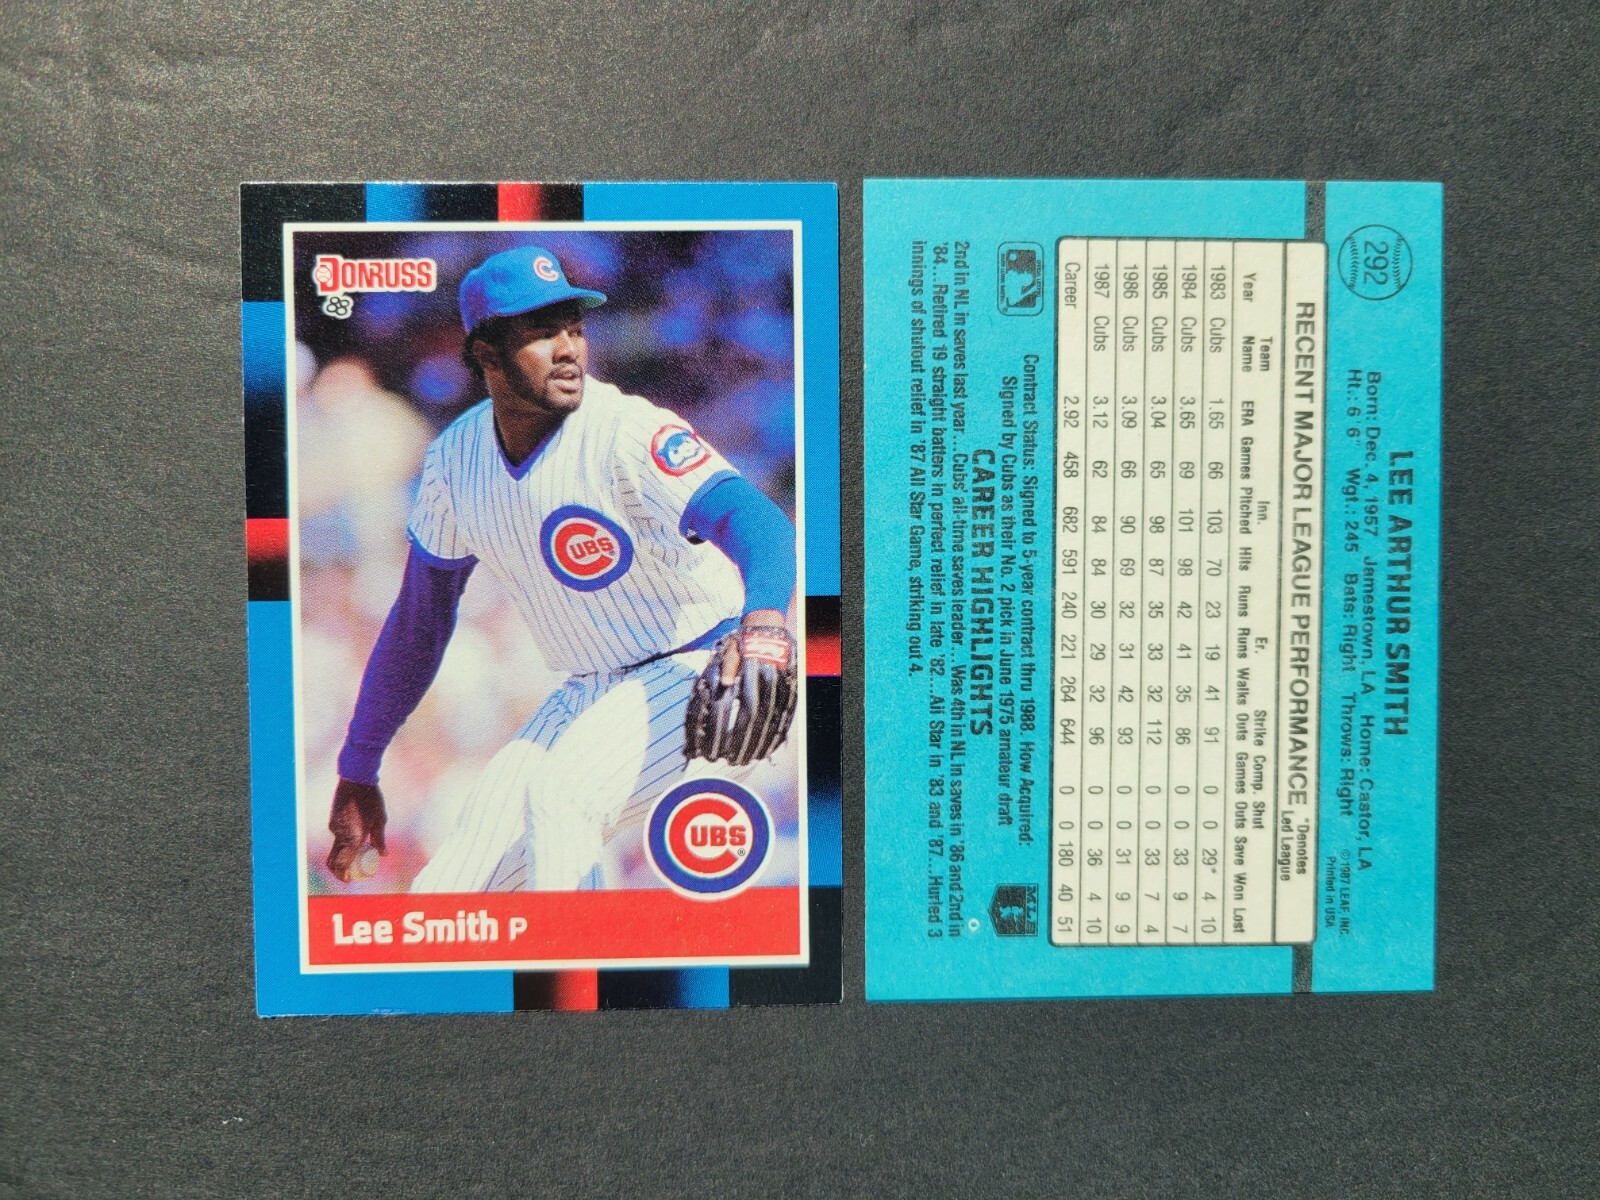 DONRUSS
88
C
CUBS
CUBS®
Lee Smith P
292
LEE ARTHUR SMITH
Born: Dec. 4, 1957 Jamestown, LA Home: Castor, LA
Ht.: 6'6" Wgt.: 245 Bats: Right Throws: Right
©1987 LEAF, INC.
Printed in USA
RECENT MAJOR LEAGUE PERFORMANCE *Denotes Led League
Year Team Name ERA Games Inn. Pitched Hits Runs Er. Runs Walks Strike Outs Comp. Games Shut Outs Save Won Lost
1983 Cubs 1.65 66 103 70 23 19 41 91 0 0 29* 4 10
1984 Cubs 3.65 69 101 98 42 41 35 86 0 0 33 9 7
1985 Cubs 3.04 65 98 87 35 33 32 112 0 0 33 7 4
1986 Cubs 3.09 66 90 69 32 31 42 93 0 0 31 9 9
1987 Cubs 3.12 62 84 84 30 29 32 96 0 0 36 4 10
Career 2.92 458 682 591 240 221 264 644 0 0 180 40 51
Contract Status: Signed to 5-year contract thru 1988. How Acquired:
Signed by Cubs as their No. 2 pick in June 1975 amateur draft
CAREER HIGHLIGHTS
2nd in NL in saves last year...Cubs' all-time saves leader...Was 4th in NL in saves in '86 and 2nd in
'84...Retired 19 straight batters in perfect relief in late '82...All Star in '83 and '87...Hurled 3
innings of shutout relief in '87 All Star Game, striking out 4.